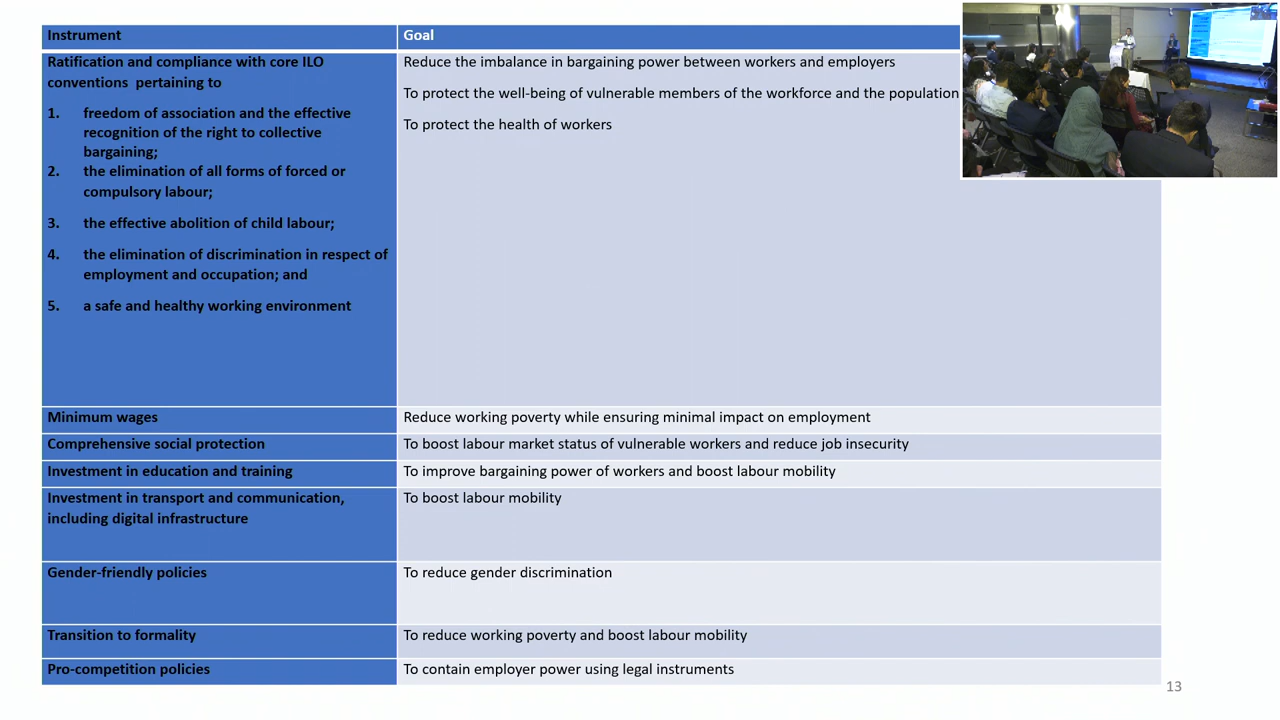 Instrument
Goal
Ratification and compliance with core ILO
conventions pertaining to
1. freedom of association and the effective
recognition of the right to collective
bargaining;
2. the elimination of all forms of forced or
compulsory labour;
3. the effective abolition of child labour;
4. the elimination of discrimination in respect of
employment and occupation; and
5. a safe and healthy working environment
Reduce the imbalance in bargaining power between workers and employers
To protect the well-being of vulnerable members of the workforce and the population
To protect the health of workers
Minimum wages
Reduce working poverty while ensuring minimal impact on employment
Comprehensive social protection
To boost labour market status of vulnerable workers and reduce job insecurity
Investment in education and training
To improve bargaining power of workers and boost labour mobility
Investment in transport and communication,
including digital infrastructure
To boost labour mobility
Gender-friendly policies
To reduce gender discrimination
Transition to formality
To reduce working poverty and boost labour mobility
Pro-competition policies
To contain employer power using legal instruments
13